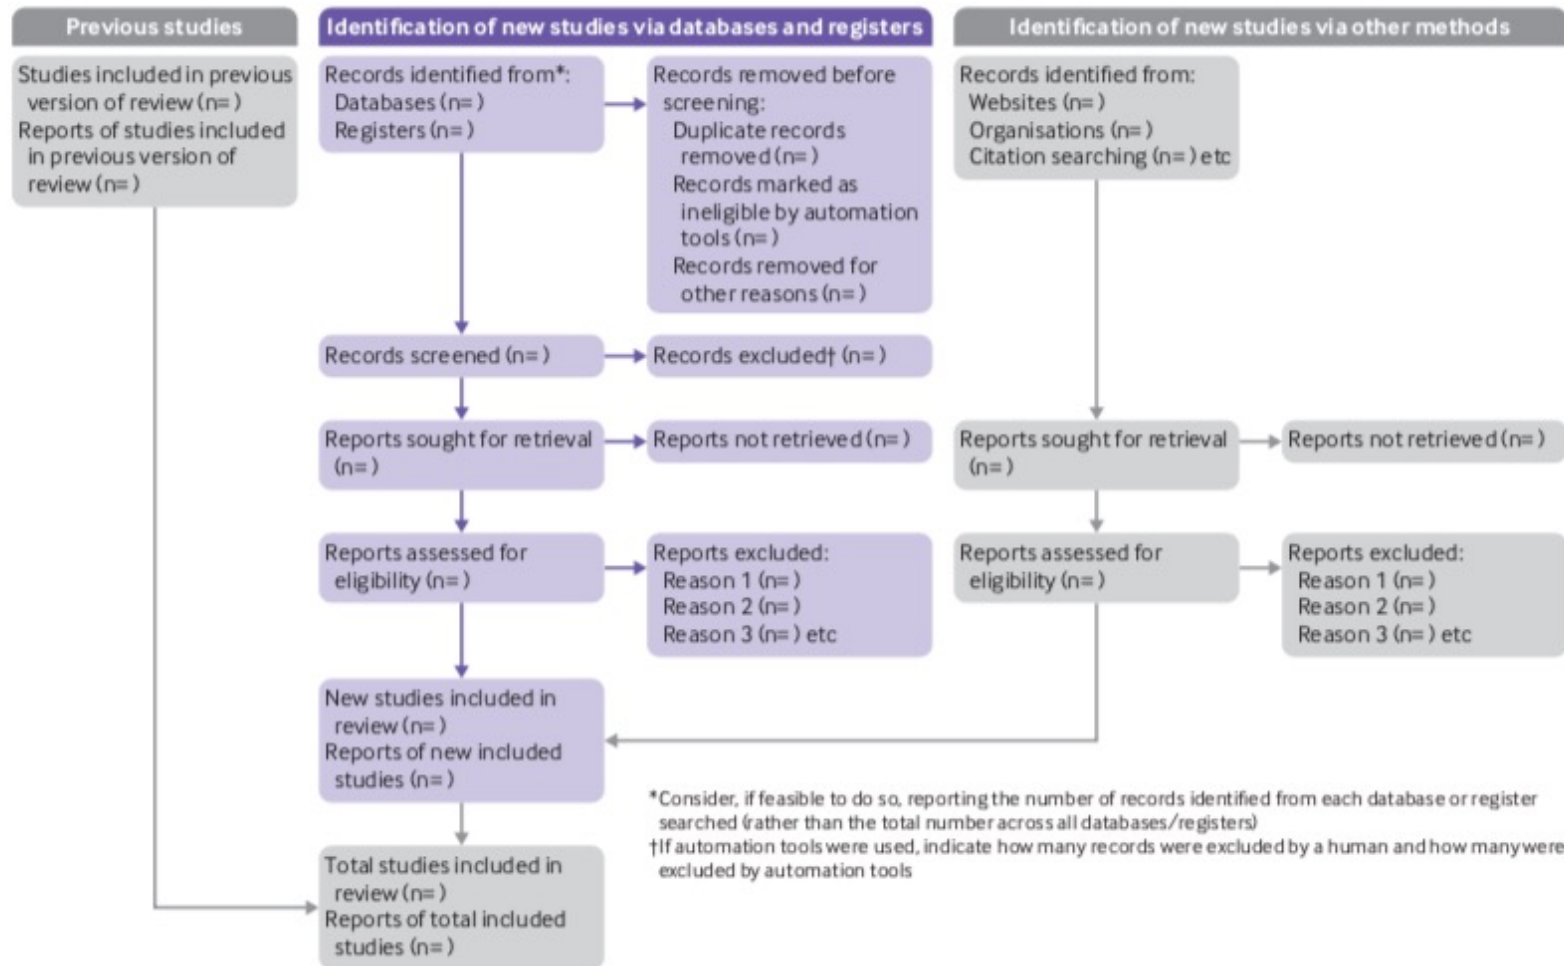 Previous studies
Identification of new studies via databases and registers
Identification of new studies via other methods
Studies included in previous
version of review (n= )
Reports of studies included
in previous version of
review (n= )
Records identified from*:
Databases (n= )
Registers (n= )
Records removed before
screening:
Duplicate records
removed (n= )
Records marked as
ineligible by automation
tools (n= )
Records removed for
other reasons (n= )
Records identified from:
Websites (n= )
Organisations (n= )
Citation searching (n= ) etc
Records screened (n= )
Records excluded† (n= )
Reports sought for retrieval
(n= )
Reports not retrieved (n= )
Reports sought for retrieval
(n= )
Reports not retrieved (n= )
Reports assessed for
eligibility (n= )
Reports excluded:
Reason 1 (n= )
Reason 2 (n= )
Reason 3 (n= ) etc
Reports assessed for
eligibility (n= )
Reports excluded:
Reason 1 (n= )
Reason 2 (n= )
Reason 3 (n= ) etc
New studies included in
review (n= )
Reports of new included
studies (n= )
*Consider, if feasible to do so, reporting the number of records identified from each database or register
searched (rather than the total number across all databases/registers)
†If automation tools were used, indicate how many records were excluded by a human and how many were
excluded by automation tools
Total studies included in
review (n= )
Reports of total included
studies (n= )